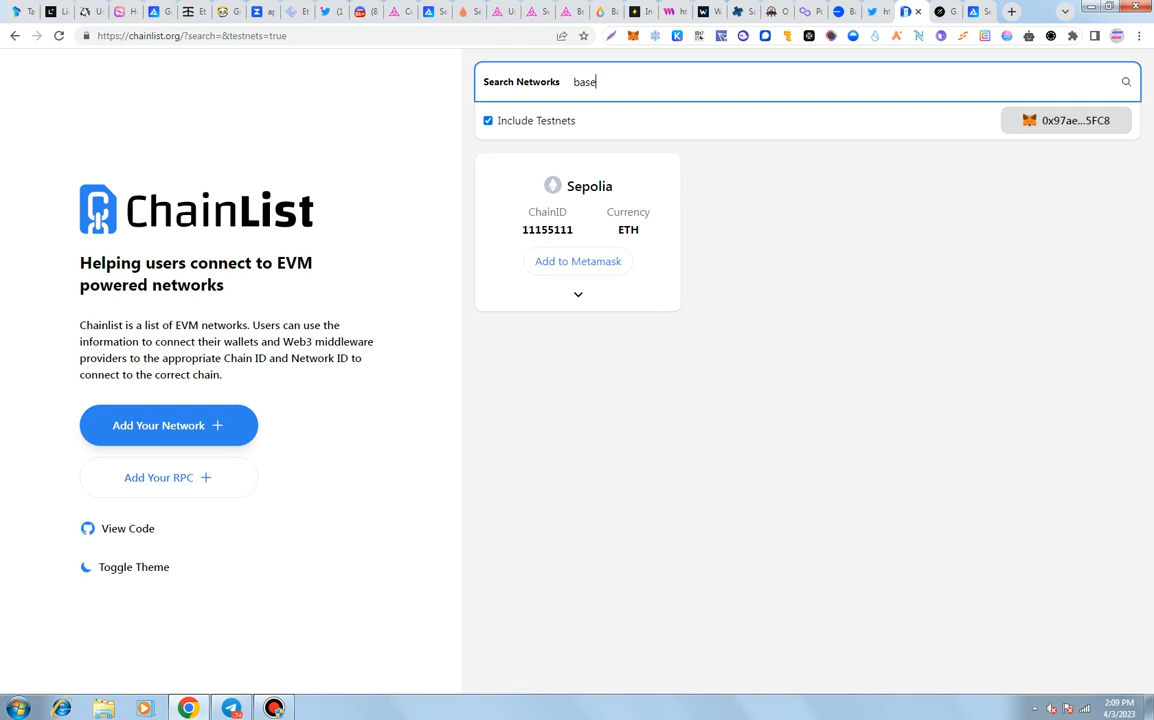 https://chainlist.org/?search=&testnets=true
Search Networks base
Include Testnets
0x97ae...5FC8
Sepolia
ChainID Currency
11155111 ETH
Add to Metamask
ChainList
Helping users connect to EVM
powered networks
Chainlist is a list of EVM networks. Users can use the
information to connect their wallets and Web3 middleware
providers to the appropriate Chain ID and Network ID to
connect to the correct chain.
Add Your Network
Add Your RPC
View Code
Toggle Theme
2:09 PM
4/3/2023